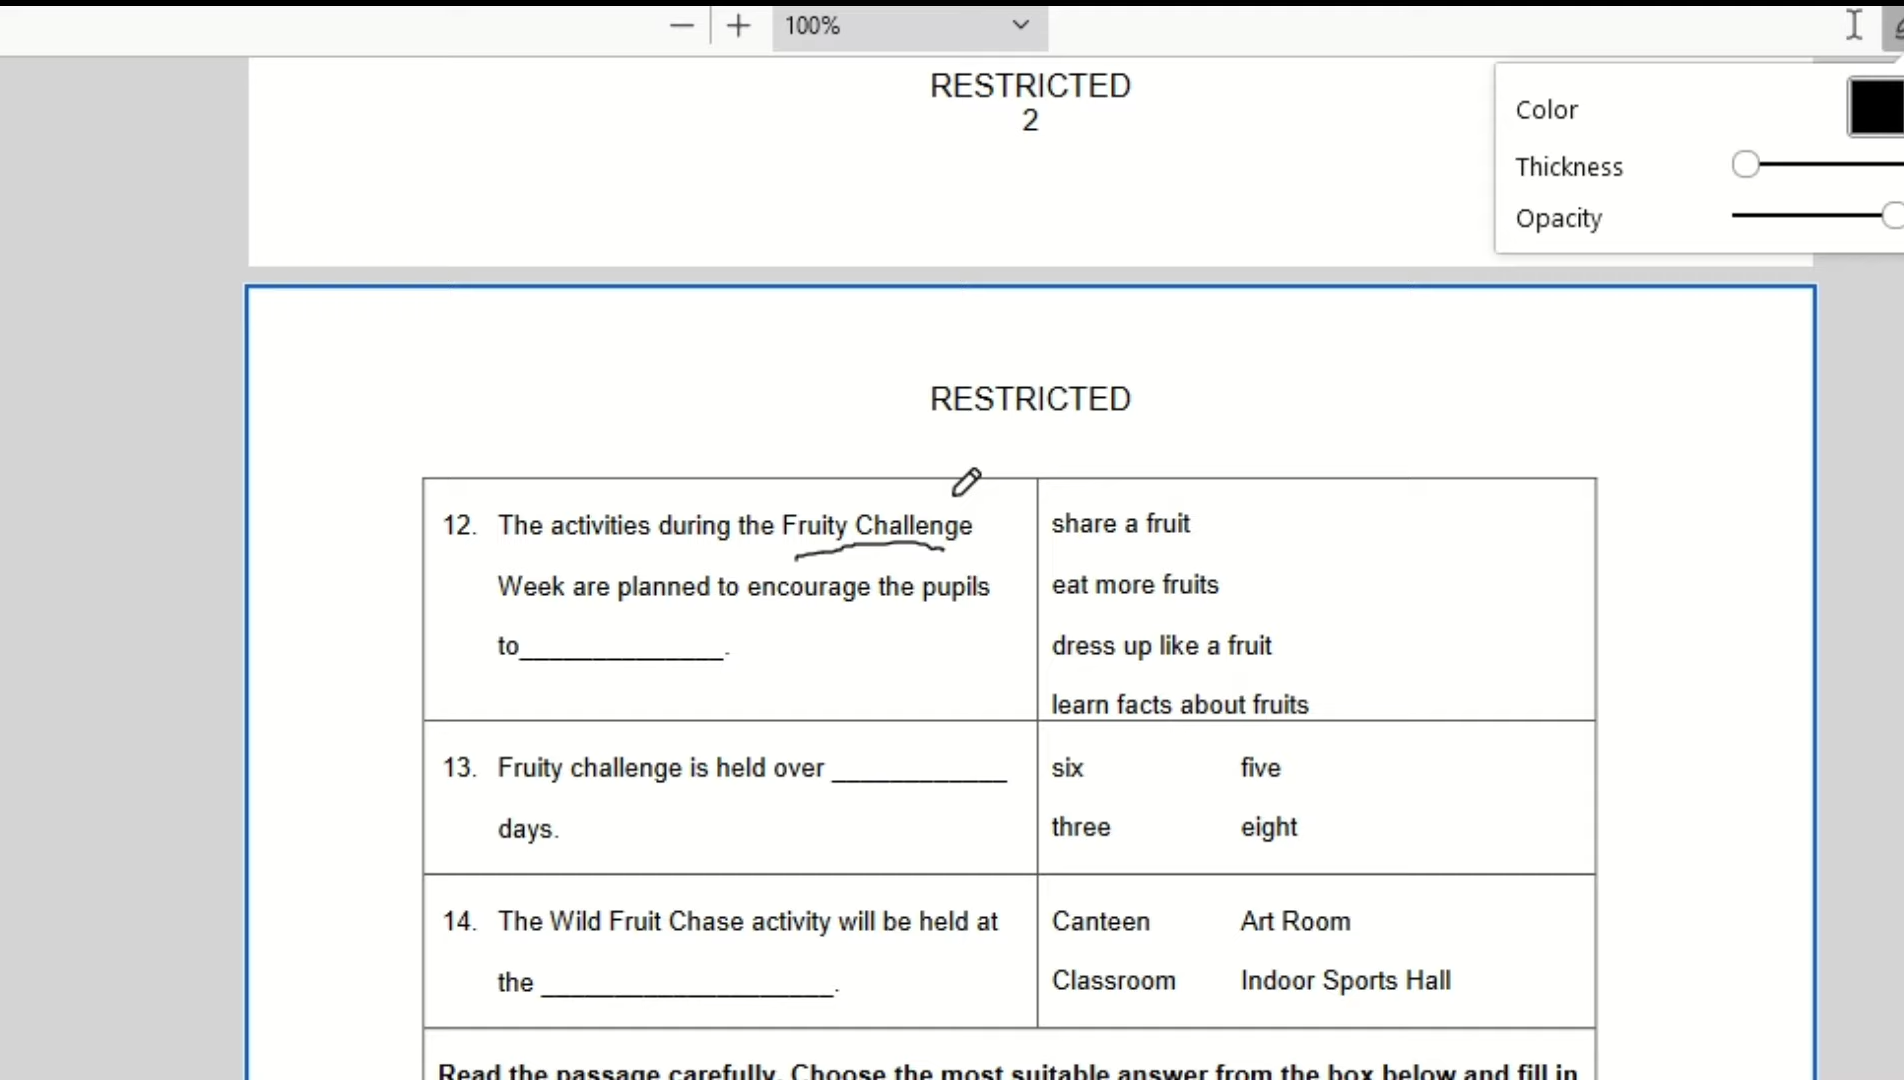 100%
Color
Thickness
Opacity
RESTRICTED
2
RESTRICTED
12. The activities during the Fruity Challenge
Week are planned to encourage the pupils
to______________.
share a fruit
eat more fruits
dress up like a fruit
learn facts about fruits
13. Fruity challenge is held over ____________
days.
six five
three eight
14. The Wild Fruit Chase activity will be held at
the ____________________.
Canteen Art Room
Classroom Indoor Sports Hall
Read the passage carefully. Choose the most suitable answer from the box below and fill in